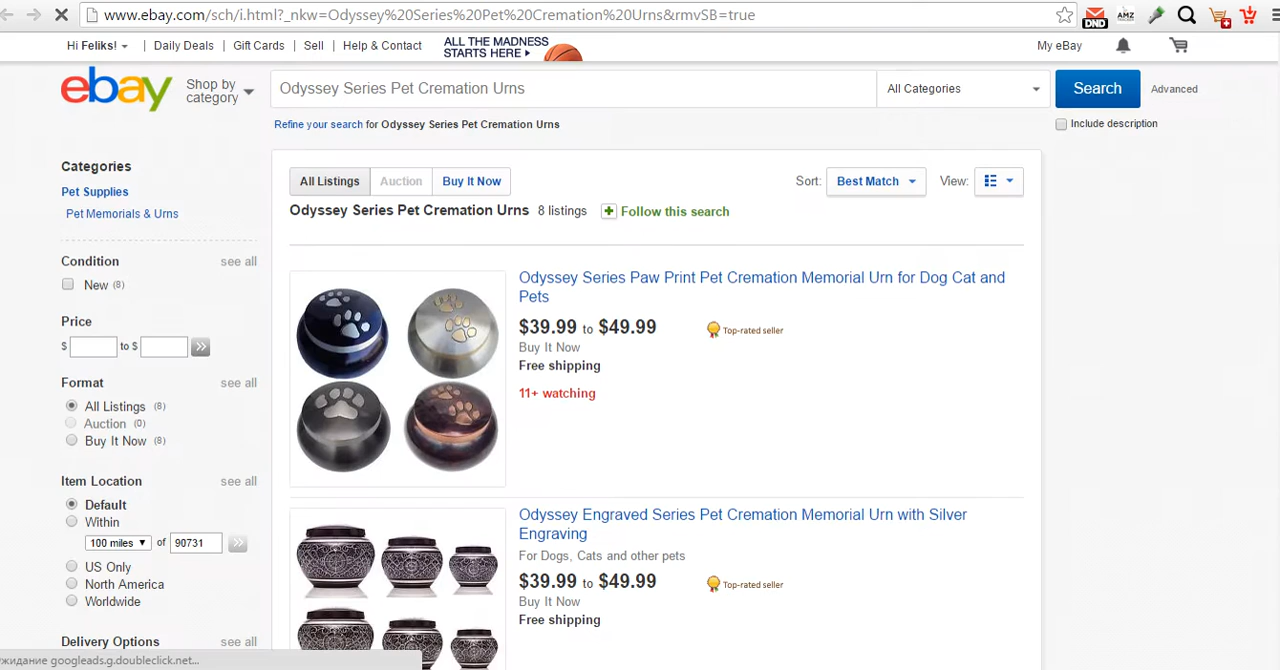 www.ebay.com/sch/i.html?_nkw=Odyssey%20Series%20Pet%20Cremation%20Urns&rmvSB=true
DND
AMZ
Hi Feliks! | Daily Deals | Gift Cards | Sell | Help & Contact
ALL THE MADNESS
STARTS HERE
My eBay
ebay
Shop by
category
Odyssey Series Pet Cremation Urns
All Categories
Search
Advanced
Refine your search for Odyssey Series Pet Cremation Urns
Include description
Categories
Pet Supplies
Pet Memorials & Urns
Condition see all
New (8)
Price
$ to $
Format see all
All Listings (8)
Auction (0)
Buy It Now (8)
Item Location see all
Default
Within
100 miles of 90731
US Only
North America
Worldwide
Delivery Options see all
All Listings Auction Buy It Now
Sort: Best Match View:
Odyssey Series Pet Cremation Urns 8 listings Follow this search
Odyssey Series Paw Print Pet Cremation Memorial Urn for Dog Cat and
Pets
$39.99 to $49.99 Top-rated seller
Buy It Now
Free shipping
11+ watching
Odyssey Engraved Series Pet Cremation Memorial Urn with Silver
Engraving
For Dogs, Cats and other pets
$39.99 to $49.99 Top-rated seller
Buy It Now
Free shipping
googleads.g.doubleclick.net...